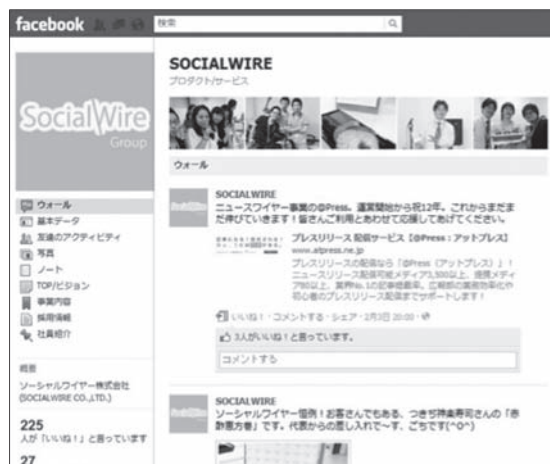 facebook
検索
SocialWire
Group
ウォール
基本データ
友達のアクティビティ
写真
ノート
TOP/ビジョン
事業内容
採用情報
社員紹介
概要
ソーシャルワイヤー株式会社
(SOCIALWIRE CO.,LTD.)
225
人が「いいね！」と言っています
27
SOCIALWIRE
プロダクト/サービス
ウォール
SOCIALWIRE
ニュースワイヤー事業の@Press。運営開始から祝12年。これからまだま
だ伸びていきます！皆さんご利用とあわせて応援してあげてください。
プレスリリース 配信サービス【@Press：アットプレス】
www.atpress.ne.jp
プレスリリースの配信なら「@Press（アットプレス）」！
ニュースリリース配信可能メディア3,500以上、提携メディ
ア80以上、業界No.1の記事掲載率。広報部の業務効率化や
初心者のプレスリリース配信までサポートします！
いいね！・コメントする・シェア・2月3日 20:00・
3人がいいね！と言っています。
コメントする
SOCIALWIRE
ソーシャルワイヤー恒例！お客さんでもある、つきぢ神楽寿司さんの「赤
酢恵方巻」です。代表からの差し入れで〜す、ごちです(^O^)